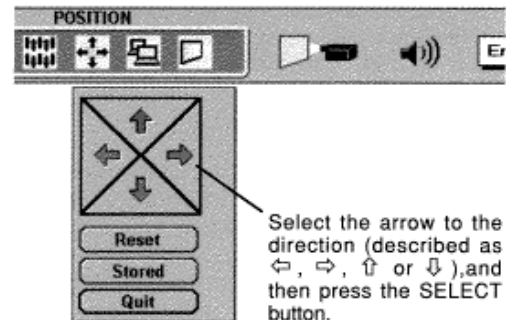 POSITION
Er
Reset
Stored
Quit
Select the arrow to the
direction (described as
⇦ , ⇨ , ⇧ or ⇩ ),and
then press the SELECT
button.